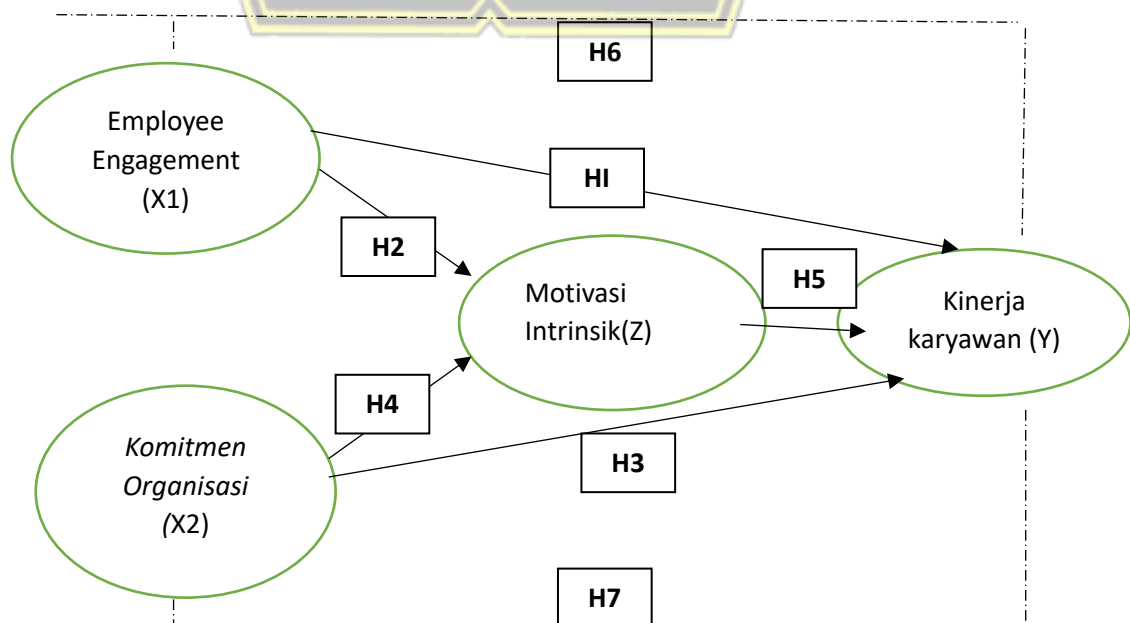 H6
Employee
Engagement
(X1)
HI
H2
Motivasi
Intrinsik(Z)
H5
Kinerja
karyawan (Y)
H4
Komitmen
Organisasi
(X2)
H3
H7